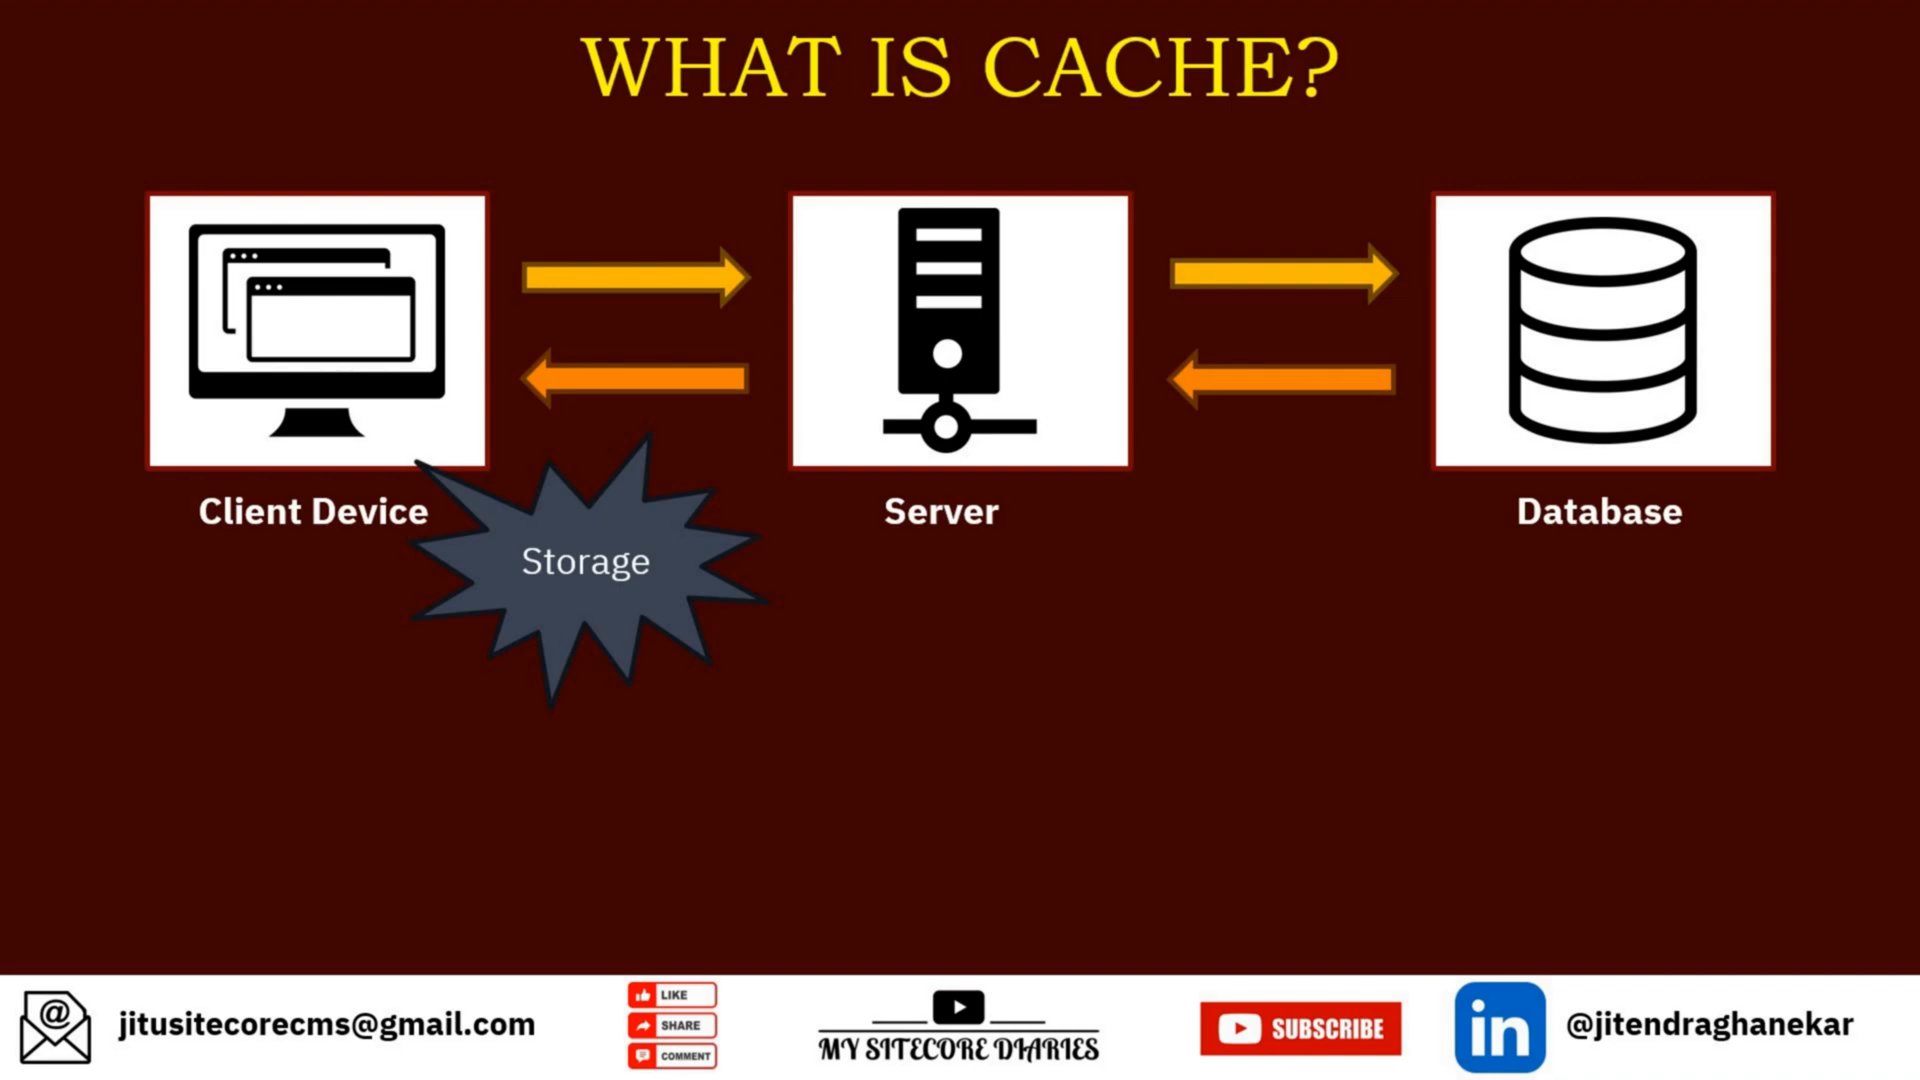 WHAT IS CACHE?
Client Device
Server
Database
Storage
@
jitusitecorecms@gmail.com
LIKE
SHARE
COMMENT
MY SITECORE DIARIES
SUBSCRIBE
in
@jitendraghanekar